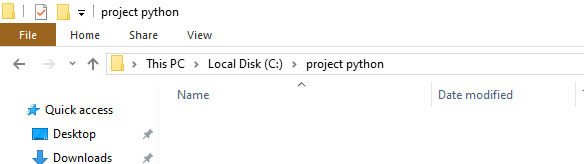 project python
File Home Share View
This PC Local Disk (C:) project python
Name Date modified
Quick access
Desktop
Downloads